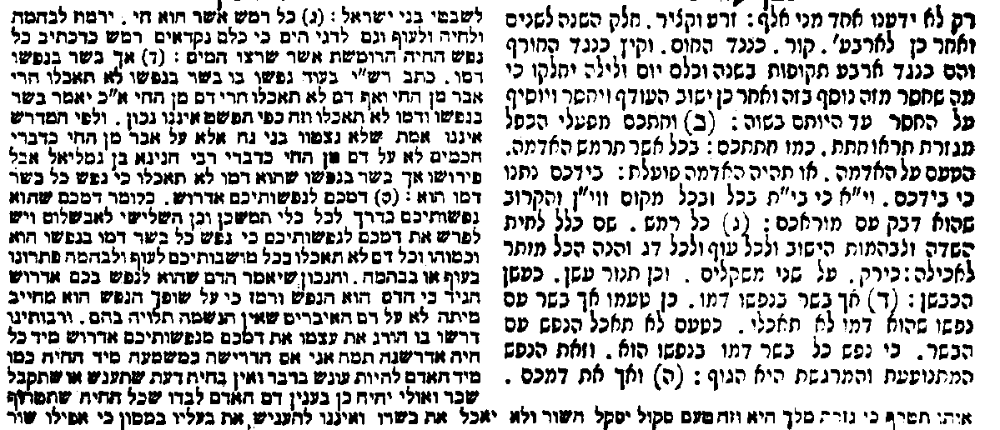 רק לא ידענו אחד מני אלף: זרע וקליר. חלק השנה לשנים
ואחר כן לארבע׳. קור. כנגד החום. וקיץ כנגד החורף
והם כנגד ארבע תקופות בשנה וכלם יום ולילה יחלקו כי
מה שחסר מזה נוסף בזה ואחר כן ישוב העודף ויחסר ויוסיף
על החסר עד היותם בשוה: (ב) וחתכם מפעלי הכפל
מגזרת תראו חתת. כמו חתתכם: בכל אשר תרמש האדמה.
הטעם על האדמה. או תהיה האדמה פועלת: בידכם נתנו
כי בידכם. וי״א כי בי״ת בכל ובכל מקום ווי״ן והקרוב
שהוא דבק עם מוראכם: (ג) כל רמש. שם כלל לחית
השדה ולבהמות הישוב ולכל עוף ולכל דג והנה הכל מותר
לאכילה: כירק. על שני משקלים. וכן תנור עשן. כעשן
הכבשן: (ד) אך בשר בנפשו דמו. כן טעמו אך בשר עם
נפשו שהוא דמו לא תאכלו. כטעם לא תאכל הנפש עם
הבשר. כי נפש כל בשר דמו בנפשו הוא. וזאת הנפש
המתנועעת והמרגשת היא הגוף: (ה) ואך את דמכם.
לשבטי בני ישראל: (ג) כל רמש אשר הוא חי. ירמוז לבהמה
ולחיה ולעוף וגם לדגי הים כי כלם נקראים רמש כדכתיב כל
נפש החיה הרומשת אשר שרצו המים: (ד) אך בשר בנפשו
דמו. כתב רש״י בעוד נפשו בו בשר בנפשו לא תאכלו הרי
אבר מן החי ואף דם לא תאכלו הרי דם מן החי א״כ יאמר בשר
בנפשו ודמו לא תאכלו וזה כפי הפשט איננו נכון. ולפי המדרש
איננו אמת שלא נצטוו בני נח אלא על אבר מן החי כדברי
חכמים לא על דם מן החי כדברי רבי חנינא בן גמליאל אבל
פירושו אך בשר בנפשו שהוא דמו לא תאכלו כי נפש כל בשר
דמו הוא: (ה) דמכם לנפשותיכם אדרוש. כלומר דמכם שהוא
נפשותיכם כדרך לכל כלי המשכן וכן השלישי לאבשלום ויש
לפרש את דמכם לנפשותיכם כי נפש כל בשר דמו בנפשו הוא
וכמוהו וכל דם לא תאכלו בכל מושבותיכם לעוף ולבהמה פתרונו
בעוף או בבהמה. והנכון שיאמר הדם שהוא לנפש בכם אדרוש
הגיד כי הדם הוא הנפש ורמז כי על שופך הנפש הוא מחייב
מיתה לא על דם האיברים שאין הנשמה תלויה בהם. ורבותינו
דרשו בו הורג את עצמו את דמכם מנפשותיכם אדרוש מיד כל
חיה אדרשנה תמה אני אם הדרישה כמשמעה מיד החיה כמו
מיד האדם להיות עונש בדבר ואין בחיה דעת שתענש או שתקבל
שכר ואולי יהיה כן בענין דם האדם לבדו שכל החיה שתטרוף
אותו תטרף כי גזרת מלך היא וזה טעם סקול יסקל השור ולא יאכל את בשרו ואיננו להעניש את בעליו בממון כי אפילו שור